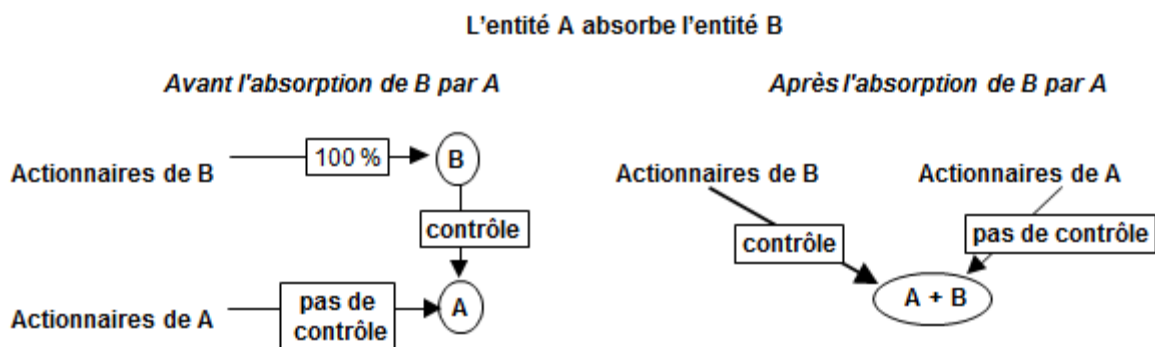 L'entité A absorbe l'entité B
Avant l'absorption de B par A
Après l'absorption de B par A
Actionnaires de B
100 %
B
contrôle
Actionnaires de A
pas de
contrôle
A
Actionnaires de B
Actionnaires de A
contrôle
pas de contrôle
A + B